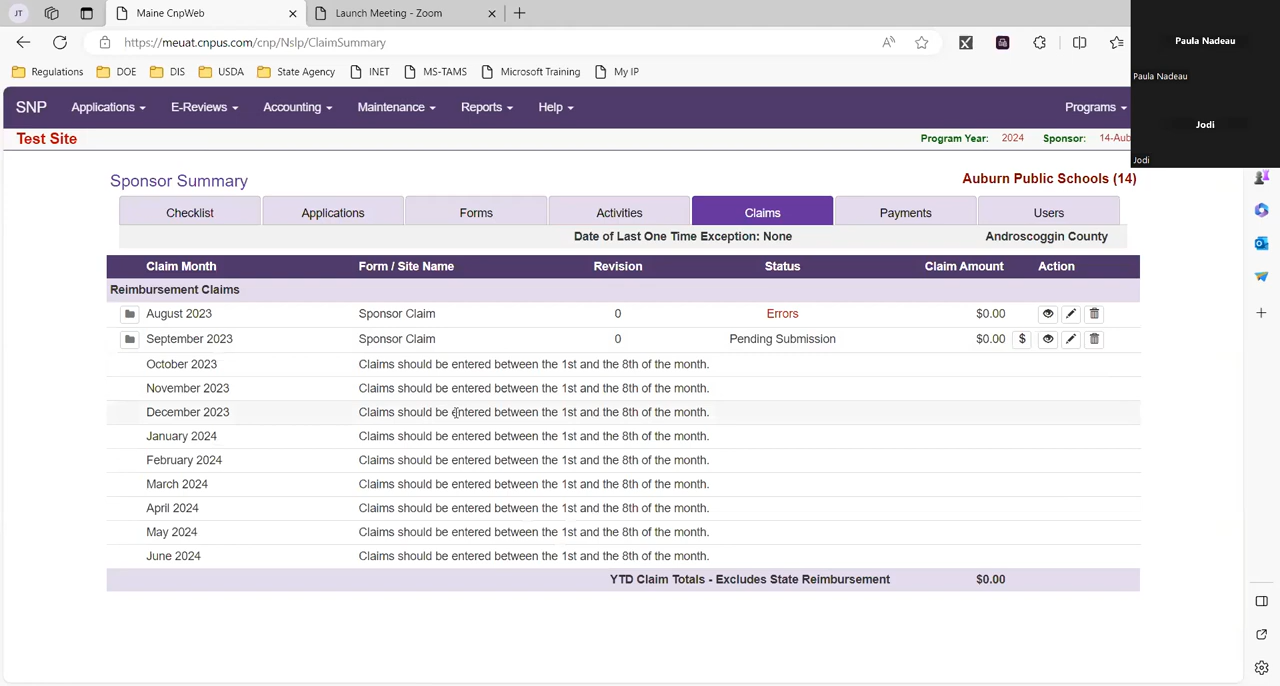 JT
Maine CnpWeb
Launch Meeting - Zoom
https://meuat.cnpus.com/cnp/Nslp/ClaimSummary
Regulations
DOE
DIS
USDA
State Agency
INET
MS-TAMS
Microsoft Training
My IP
Paula Nadeau
Paula Nadeau
Jodi
Jodi
SNP Applications E-Reviews Accounting Maintenance Reports Help Programs
Test Site
Program Year: 2024 Sponsor: 14-Aub
Sponsor Summary
Auburn Public Schools (14)
Checklist Applications Forms Activities Claims Payments Users
Date of Last One Time Exception: None Androscoggin County
Claim Month Form / Site Name Revision Status Claim Amount Action
Reimbursement Claims
August 2023 Sponsor Claim 0 Errors $0.00
September 2023 Sponsor Claim 0 Pending Submission $0.00 $
October 2023 Claims should be entered between the 1st and the 8th of the month.
November 2023 Claims should be entered between the 1st and the 8th of the month.
December 2023 Claims should be entered between the 1st and the 8th of the month.
January 2024 Claims should be entered between the 1st and the 8th of the month.
February 2024 Claims should be entered between the 1st and the 8th of the month.
March 2024 Claims should be entered between the 1st and the 8th of the month.
April 2024 Claims should be entered between the 1st and the 8th of the month.
May 2024 Claims should be entered between the 1st and the 8th of the month.
June 2024 Claims should be entered between the 1st and the 8th of the month.
YTD Claim Totals - Excludes State Reimbursement $0.00